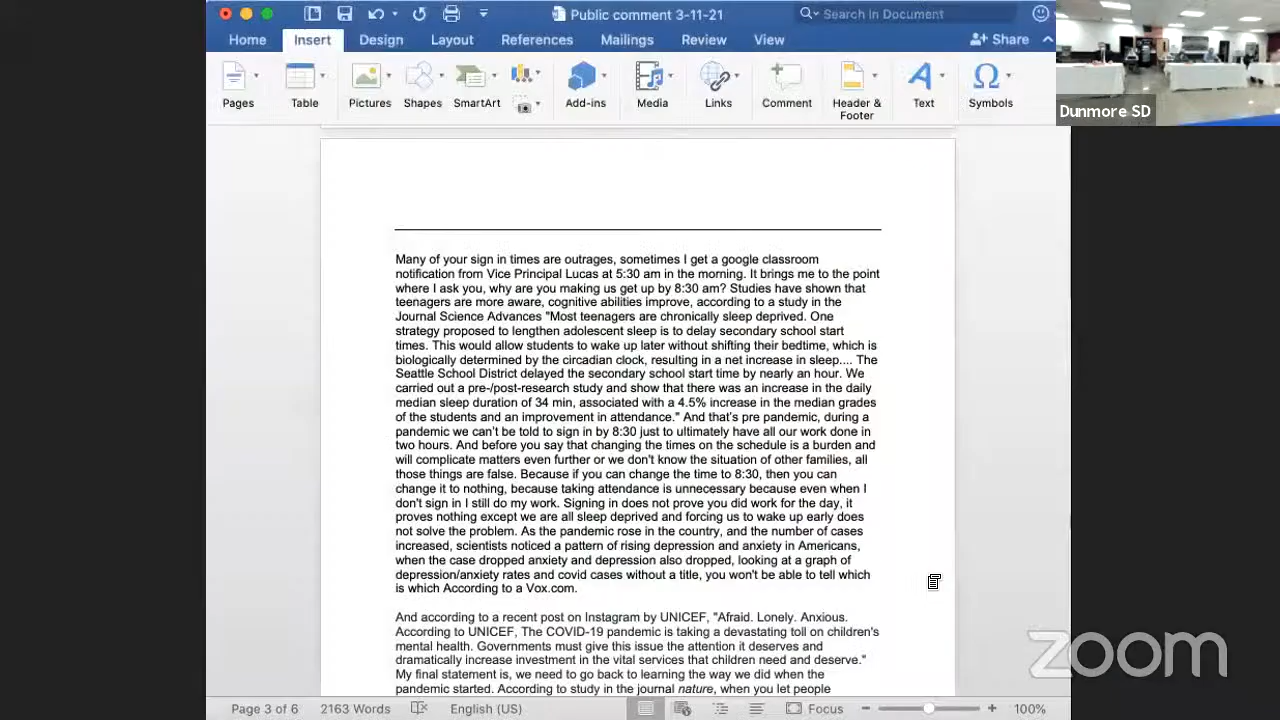 Public comment 3-11-21
Search in Document
Home Insert Design Layout References Mailings Review View
Share
Pages Table Pictures Shapes SmartArt Add-ins Media Links Comment Header & Footer Text Symbols
Dunmore SD
Many of your sign in times are outrages, sometimes I get a google classroom
notification from Vice Principal Lucas at 5:30 am in the morning. It brings me to the point
where I ask you, why are you making us get up by 8:30 am? Studies have shown that
teenagers are more aware, cognitive abilities improve, according to a study in the
Journal Science Advances "Most teenagers are chronically sleep deprived. One
strategy proposed to lengthen adolescent sleep is to delay secondary school start
times. This would allow students to wake up later without shifting their bedtime, which is
biologically determined by the circadian clock, resulting in a net increase in sleep.... The
Seattle School District delayed the secondary school start time by nearly an hour. We
carried out a pre-/post-research study and show that there was an increase in the daily
median sleep duration of 34 min, associated with a 4.5% increase in the median grades
of the students and an improvement in attendance." And that's pre pandemic, during a
pandemic we can't be told to sign in by 8:30 just to ultimately have all our work done in
two hours. And before you say that changing the times on the schedule is a burden and
will complicate matters even further or we don't know the situation of other families, all
those things are false. Because if you can change the time to 8:30, then you can
change it to nothing, because taking attendance is unnecessary because even when I
don't sign in I still do my work. Signing in does not prove you did work for the day, it
proves nothing except we are all sleep deprived and forcing us to wake up early does
not solve the problem. As the pandemic rose in the country, and the number of cases
increased, scientists noticed a pattern of rising depression and anxiety in Americans,
when the case dropped anxiety and depression also dropped, looking at a graph of
depression/anxiety rates and covid cases without a title, you won't be able to tell which
is which According to a Vox.com.
And according to a recent post on Instagram by UNICEF, "Afraid. Lonely. Anxious.
According to UNICEF, The COVID-19 pandemic is taking a devastating toll on children's
mental health. Governments must give this issue the attention it deserves and
dramatically increase investment in the vital services that children need and deserve."
My final statement is, we need to go back to learning the way we did when the
pandemic started. According to study in the journal nature, when you let people
zoom
Page 3 of 6 2163 Words English (US) Focus 100%